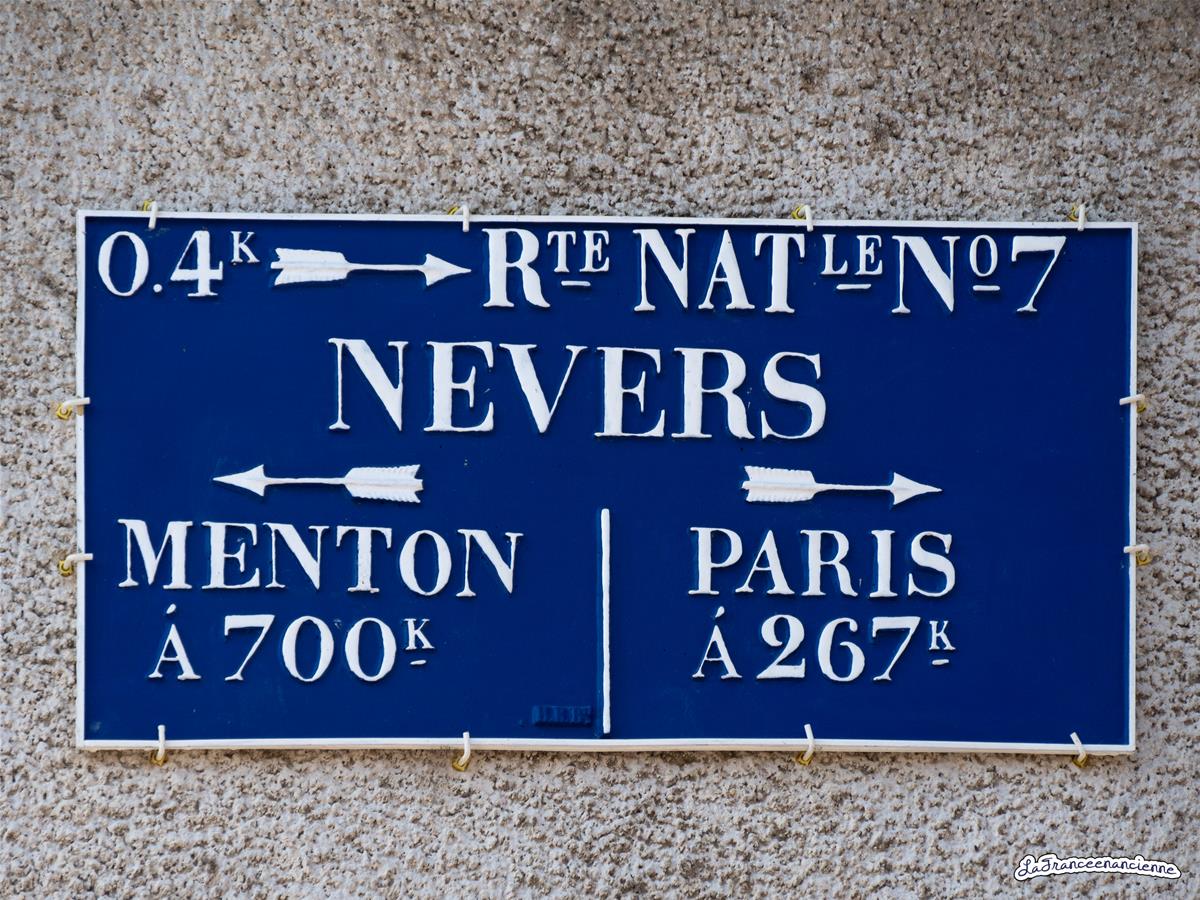 0.4K RTE NATLE NO 7
NEVERS
MENTON
Á 700K
PARIS
Á 267K
LaFranceenancienne